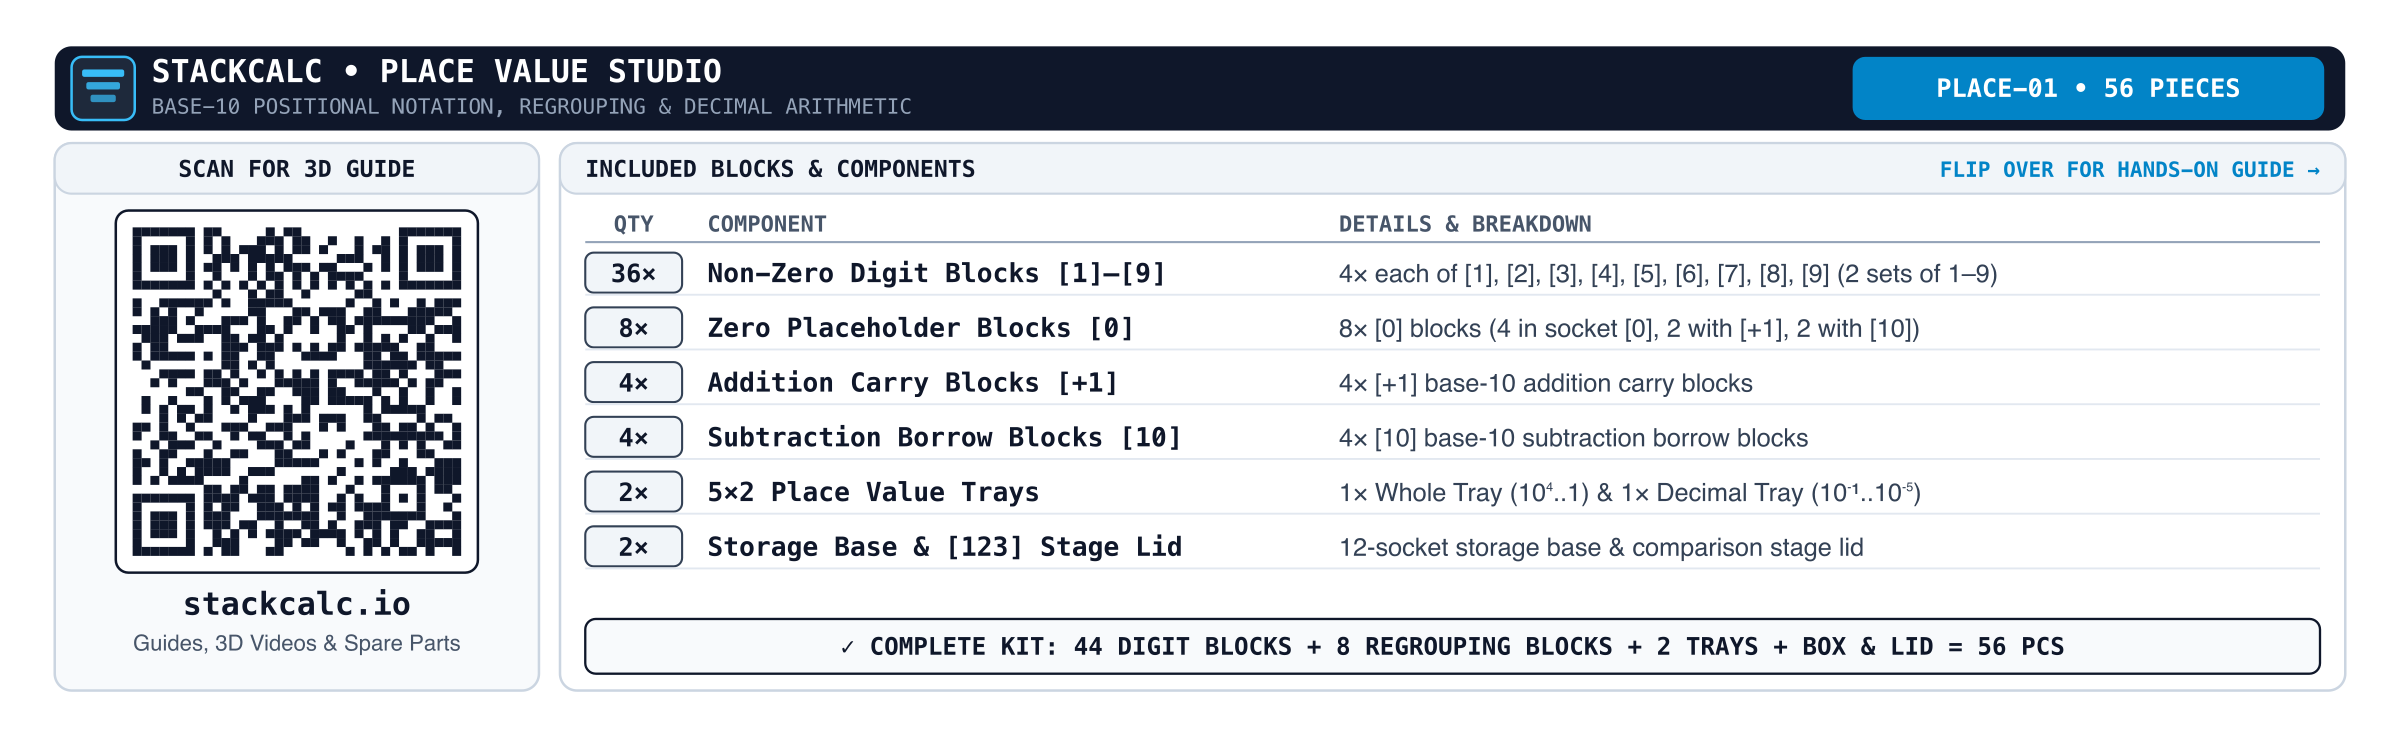 STACKCALC • PLACE VALUE STUDIO
BASE–10 POSITIONAL NOTATION, REGROUPING & DECIMAL ARITHMETIC
PLACE–01 • 56 PIECES
SCAN FOR 3D GUIDE
stackcalc.io
Guides, 3D Videos & Spare Parts
INCLUDED BLOCKS & COMPONENTS
FLIP OVER FOR HANDS–ON GUIDE →
QTY COMPONENT DETAILS & BREAKDOWN
36× Non–Zero Digit Blocks [1]–[9] 4× each of [1], [2], [3], [4], [5], [6], [7], [8], [9] (2 sets of 1–9)
8× Zero Placeholder Blocks [0] 8× [0] blocks (4 in socket [0], 2 with [+1], 2 with [10])
4× Addition Carry Blocks [+1] 4× [+1] base-10 addition carry blocks
4× Subtraction Borrow Blocks [10] 4× [10] base-10 subtraction borrow blocks
2× 5×2 Place Value Trays 1× Whole Tray (10⁴..1) & 1× Decimal Tray (10⁻¹..10⁻⁵)
2× Storage Base & [123] Stage Lid 12-socket storage base & comparison stage lid
✓ COMPLETE KIT: 44 DIGIT BLOCKS + 8 REGROUPING BLOCKS + 2 TRAYS + BOX & LID = 56 PCS